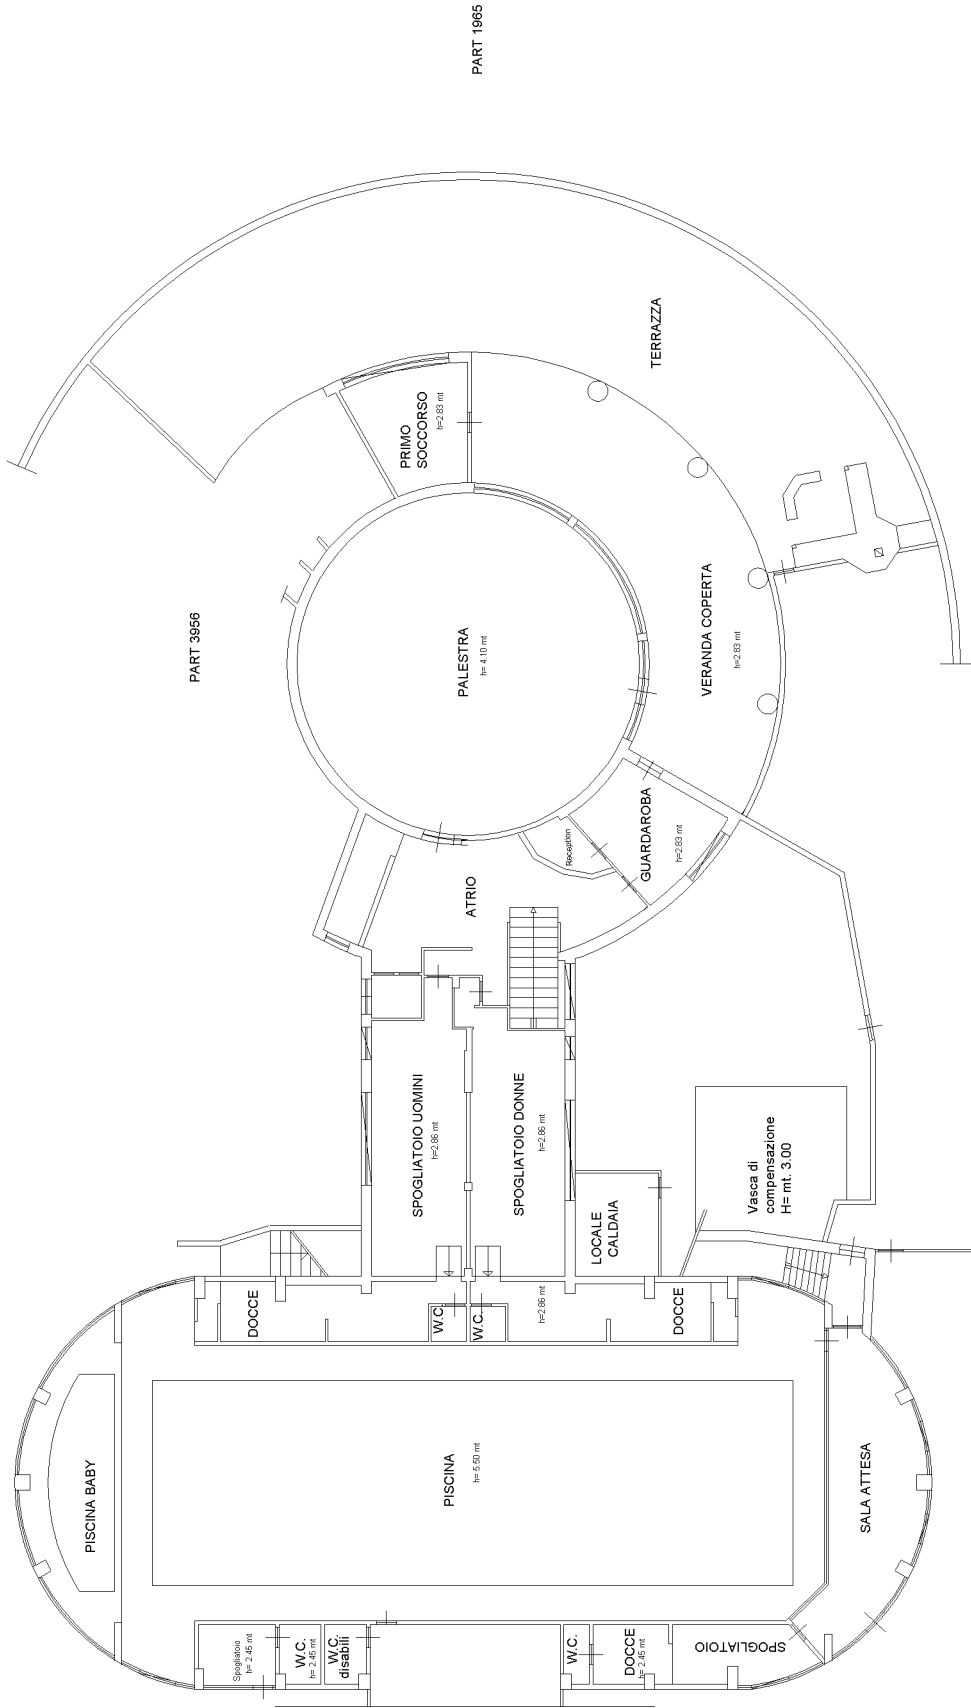 PART 1965
TERRAZZA
PRIMO
SOCCORSO
h=2.83 mt
PART 3956
PALESTRA
h= 4.10 mt
VERANDA COPERTA
h=2.83 mt
GUARDAROBA
h=2.83 mt
Reception
ATRIO
SPOGLIATOIO UOMINI
h=2.86 mt
SPOGLIATOIO DONNE
h=2.86 mt
LOCALE
CALDAIA
Vasca di
compensazione
H= mt. 3.00
DOCCE
W.C.
W.C.
h=2.86 mt
DOCCE
PISCINA BABY
PISCINA
h= 5.50 mt
SALA ATTESA
Spogliatoio
h= 2.45 mt
W.C.
h= 2.45 mt
W.C.
disabili
W.C.
DOCCE
h=2.45 mt
SPOGLIATOIO